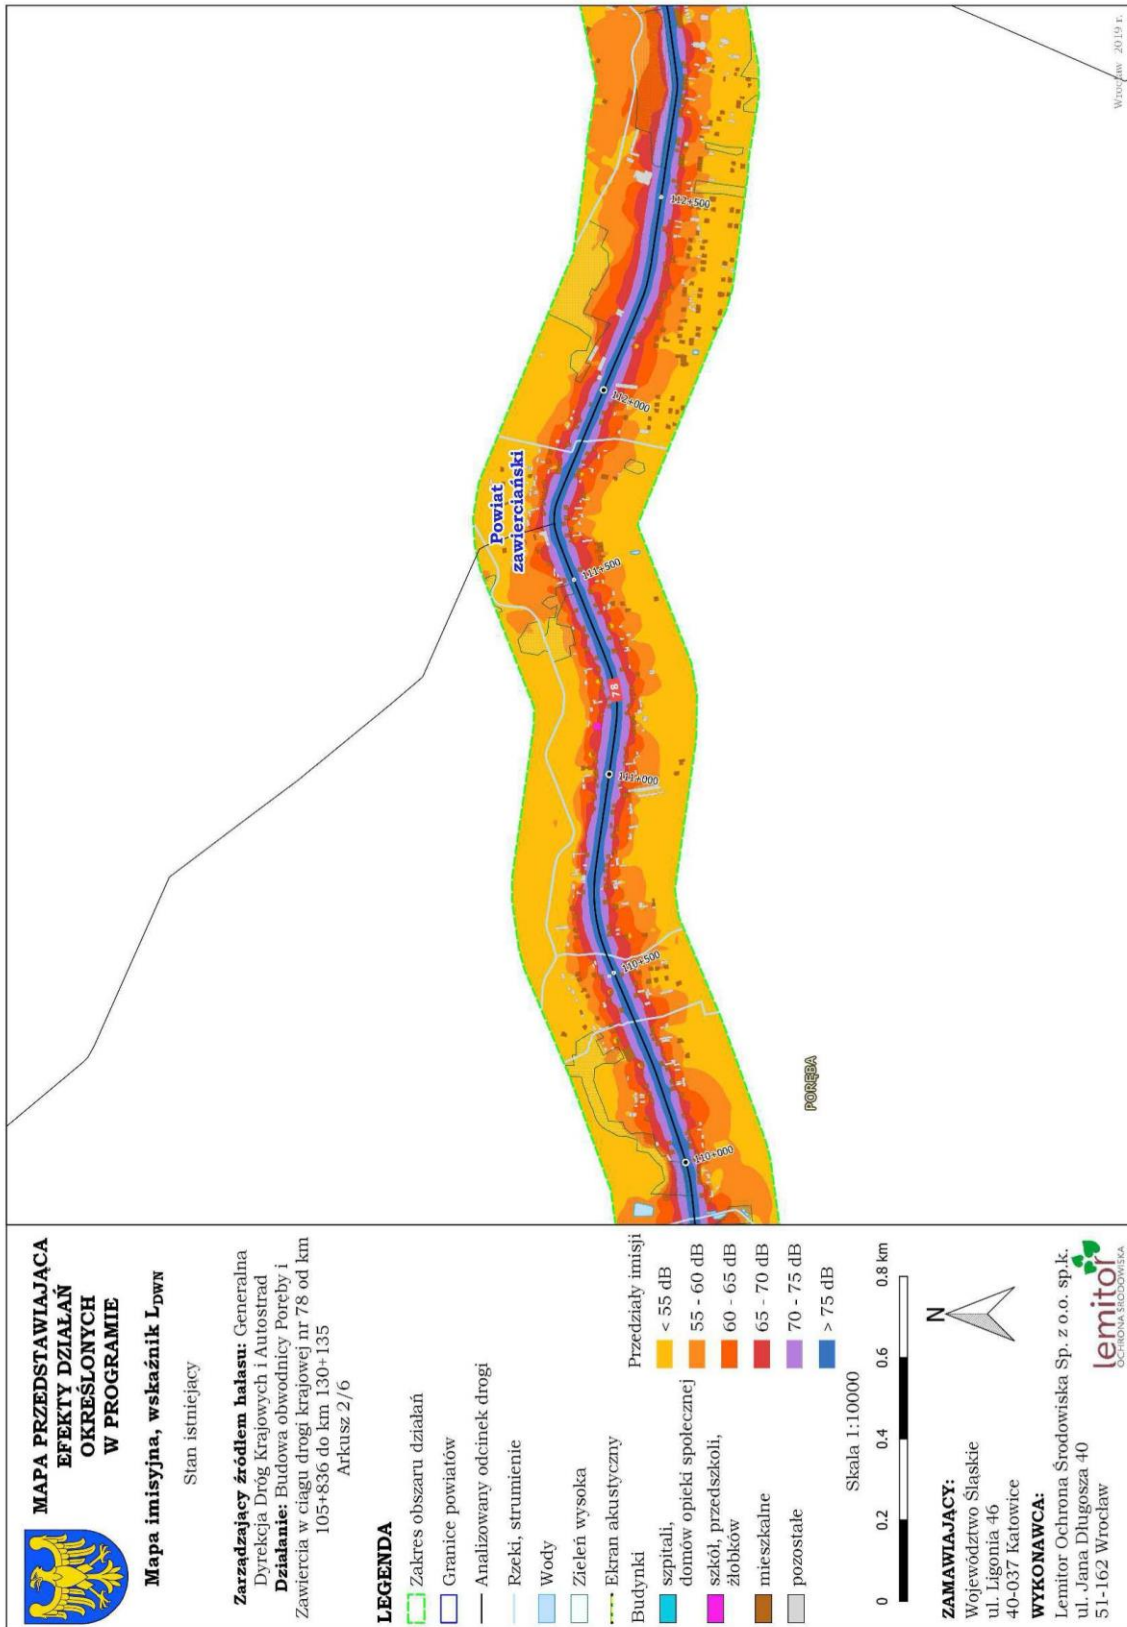 MAPA PRZEDSTAWIAJĄCA
EFEKTY DZIAŁAŃ
OKREŚLONYCH
W PROGRAMIE
Mapa imisyjna, wskaźnik L_DWN
Stan istniejący
Zarządzający źródłem hałasu: Generalna
Dyrekcja Dróg Krajowych i Autostrad
Działanie: Budowa obwodnicy Poręby i
Zawiercia w ciągu drogi krajowej nr 78 od km
105+836 do km 130+135
Arkusz 2/6
LEGENDA
Zakres obszaru działań
Granice powiatów
Analizowany odcinek drogi
Rzeki, strumienie
Wody
Zieleń wysoka
Ekran akustyczny
Budynki
szpitali,
domów opieki społecznej
szkół, przedszkoli,
żłobków
mieszkalne
pozostałe
Przedziały imisji
< 55 dB
55 - 60 dB
60 - 65 dB
65 - 70 dB
70 - 75 dB
> 75 dB
Skala 1:10000
0 0.2 0.4 0.6 0.8 km
N
ZAMAWIAJĄCY:
Województwo Śląskie
ul. Ligonia 46
40-037 Katowice
WYKONAWCA:
Lemitor Ochrona Środowiska Sp. z o.o. sp.k.
ul. Jana Długosza 40
51-162 Wrocław
lemitor
OCHRONA ŚRODOWISKA
110+000
PORĘBA
110+500
111+000
78
111+500
Powiat
zawierciański
112+000
112+500
Wrocław 2019 r.